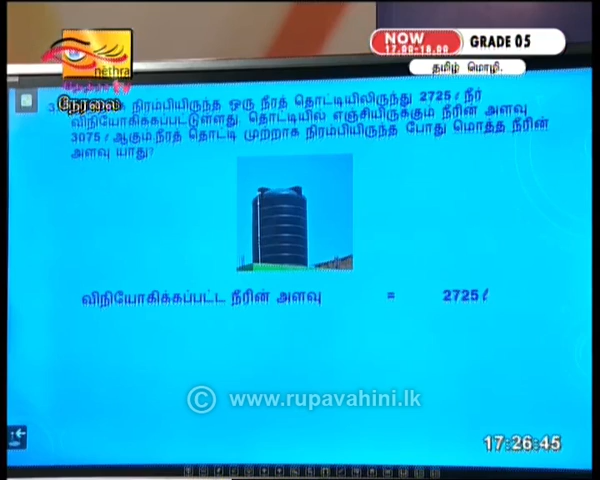 NOW
17.00-18.00
GRADE 05
தமிழ் மொழி.
nethra
நேரலை
3. நிரம்பியிருந்த ஒரு நீர்த் தொட்டியிலிருந்து 2725 ℓ நீர்
விநியோகிக்கப்பட்டுள்ளது. தொட்டியில் எஞ்சியிருக்கும் நீரின் அளவு
3075 ℓ ஆகும்.நீர்த் தொட்டி முற்றாக நிரம்பியிருந்த போது மொத்த நீரின்
அளவு யாது?
விநியோகிக்கப்பட்ட நீரின் அளவு = 2725 ℓ
© www.rupavahini.lk
17:26:45